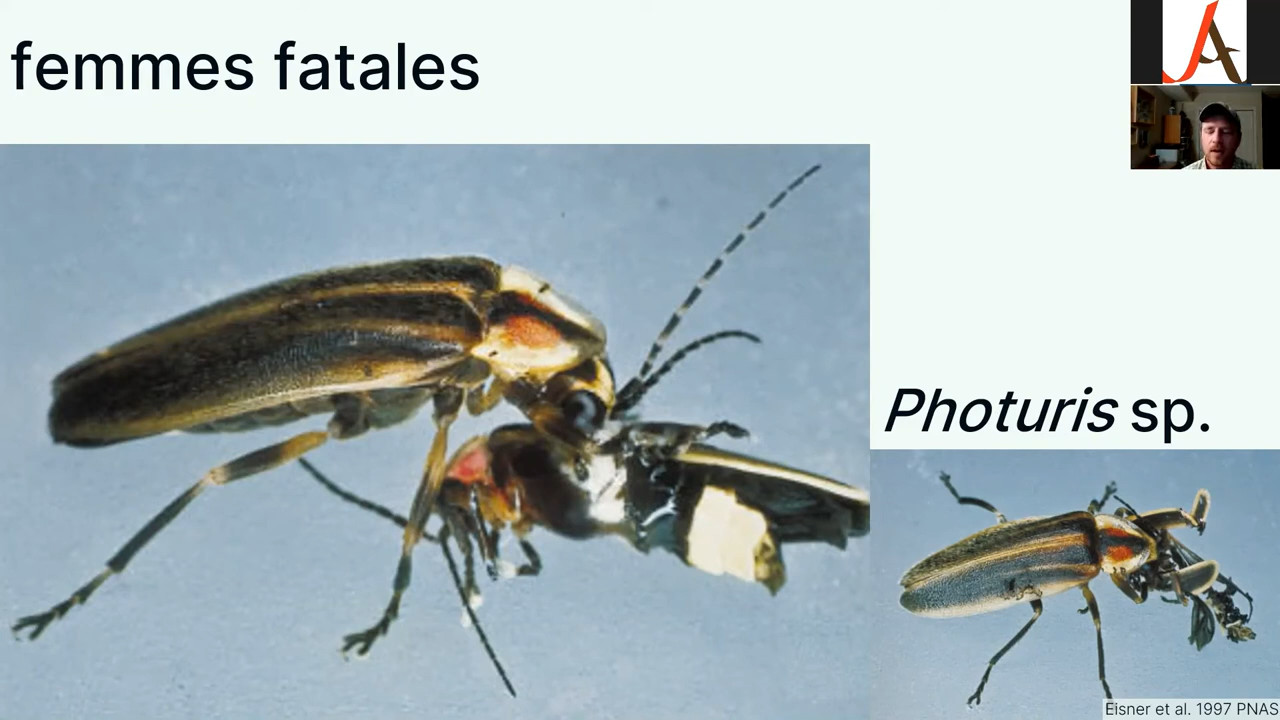 femmes fatales
Photuris sp.
Eisner et al. 1997 PNAS